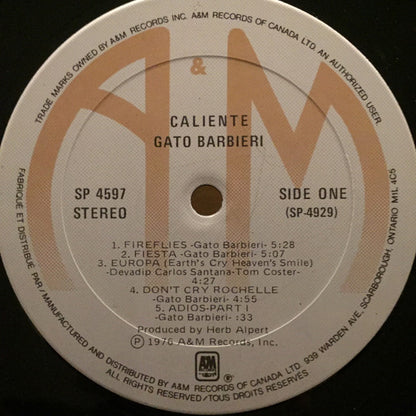 TRADE MARKS OWNED BY A&M RECORDS INC. A&M RECORDS OF CANADA LTD. AN AUTHORIZED USER.
A & M
CALIENTE
GATO BARBIERI
SP 4597
STEREO
SIDE ONE
(SP-4929)
1. FIREFLIES -Gato Barbieri- 5:28
2. FIESTA -Gato Barbieri- 5:07
3. EUROPA (Earth's Cry Heaven's Smile)
-Devadip Carlos Santana-Tom Coster-
4:27
4. DON'T CRY ROCHELLE
-Gato Barbieri- 4:55
5. ADIOS-PART I
-Gato Barbieri- :33
Produced by Herb Alpert
Ⓟ 1976 A&M Records, Inc.
A&M
RECORDS
FABRIQUE ET DISTRIBUE PAR / MANUFACTURED AND DISTRIBUTED BY A&M RECORDS OF CANADA LTD. 939 WARDEN AVE, SCARBOROUGH, ONTARIO M1L 4C5
ALL RIGHTS RESERVED / TOUS DROITS RESERVES